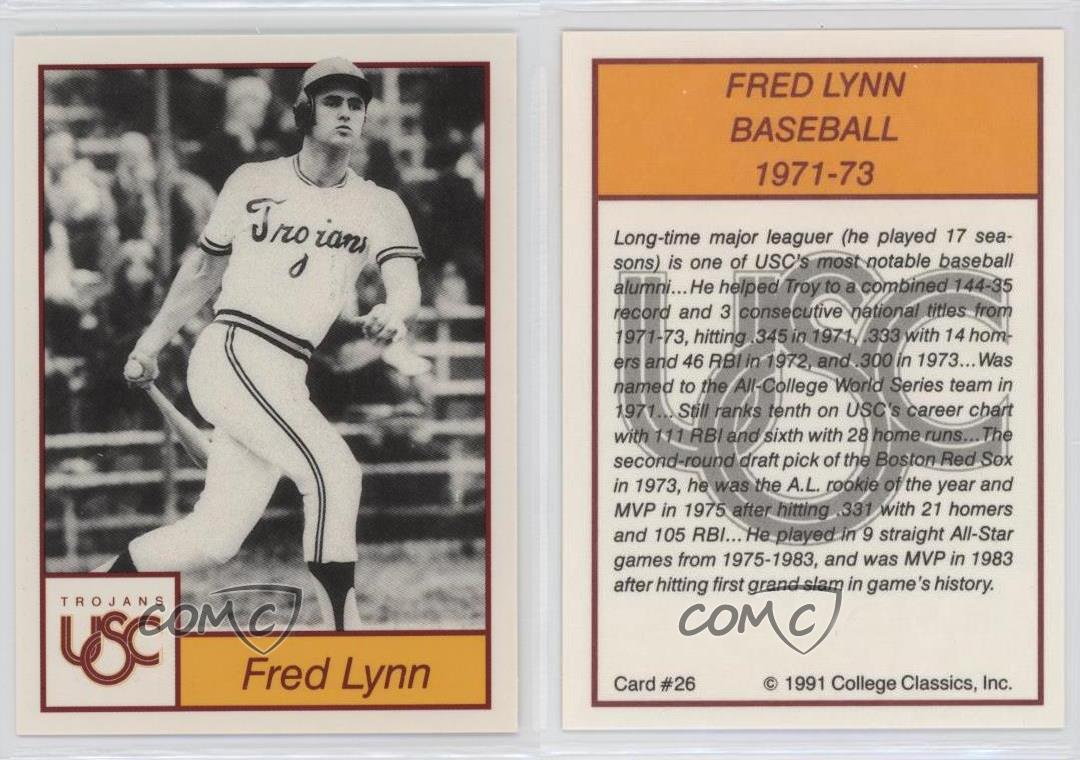 Trojans
TROJANS
USC
COMC
Fred Lynn
FRED LYNN
BASEBALL
1971-73
Long-time major leaguer (he played 17 sea-
sons) is one of USC's most notable baseball
alumni...He helped Troy to a combined 144-35
record and 3 consecutive national titles from
1971-73, hitting .345 in 1971, .333 with 14 hom-
ers and 46 RBI in 1972, and .300 in 1973...Was
named to the All-College World Series team in
1971...Still ranks tenth on USC's career chart
with 111 RBI and sixth with 28 home runs...The
second-round draft pick of the Boston Red Sox
in 1973, he was the A.L. rookie of the year and
MVP in 1975 after hitting .331 with 21 homers
and 105 RBI...He played in 9 straight All-Star
games from 1975-1983, and was MVP in 1983
after hitting first grand slam in game's history.
USC
COMC
Card #26 © 1991 College Classics, Inc.